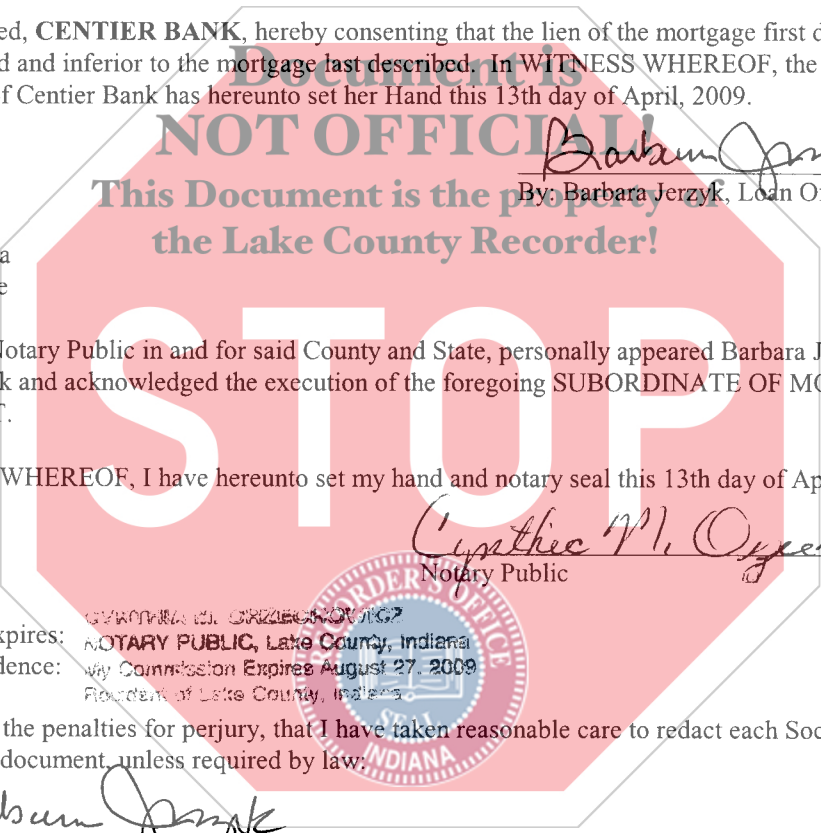 ed, CENTIER BANK, hereby consenting that the lien of the mortgage first d
d and inferior to the mortgage last described. In WITNESS WHEREOF, the
f Centier Bank has hereunto set her Hand this 13th day of April, 2009.
Document is
NOT OFFICIAL!
This Document is the property of
the Lake County Recorder!
By: Barbara Jerzyk, Loan Of
a
e
STOP
Notary Public in and for said County and State, personally appeared Barbara J
k and acknowledged the execution of the foregoing SUBORDINATE OF MO
T.
WHEREOF, I have hereunto set my hand and notary seal this 13th day of Ap
Cynthia M.
Notary Public
xpires:
NOTARY PUBLIC, Lake County, Indiana
dence:
My Commission Expires August 27, 2009
Resident of Lake County, Indiana
RECORDER'S OFFICE
SEAL
INDIANA
the penalties for perjury, that I have taken reasonable care to redact each Soc
document, unless required by law: